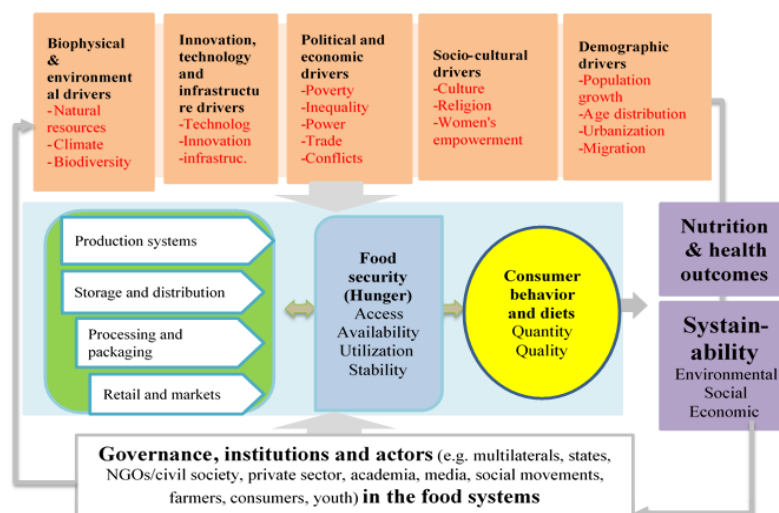 Biophysical
&
environment
al drivers
-Natural
resources
-Climate
-Biodiversity
Innovation,
technology
and
infrastructu
re drivers
-Technolog
-Innovation
-infrastruc.
Political and
economic
drivers
-Poverty
-Inequality
-Power
-Trade
-Conflicts
Socio-cultural
drivers
-Culture
-Religion
-Women's
empowerment
Demographic
drivers
-Population
growth
-Age distribution
-Urbanization
-Migration
Production systems
Storage and distribution
Processing and
packaging
Retail and markets
Food
security
(Hunger)
Access
Availability
Utilization
Stability
Consumer
behavior
and diets
Quantity
Quality
Nutrition
& health
outcomes
Systain-
ability
Environmental
Social
Economic
Governance, institutions and actors (e.g. multilaterals, states,
NGOs/civil society, private sector, academia, media, social movements,
farmers, consumers, youth) in the food systems